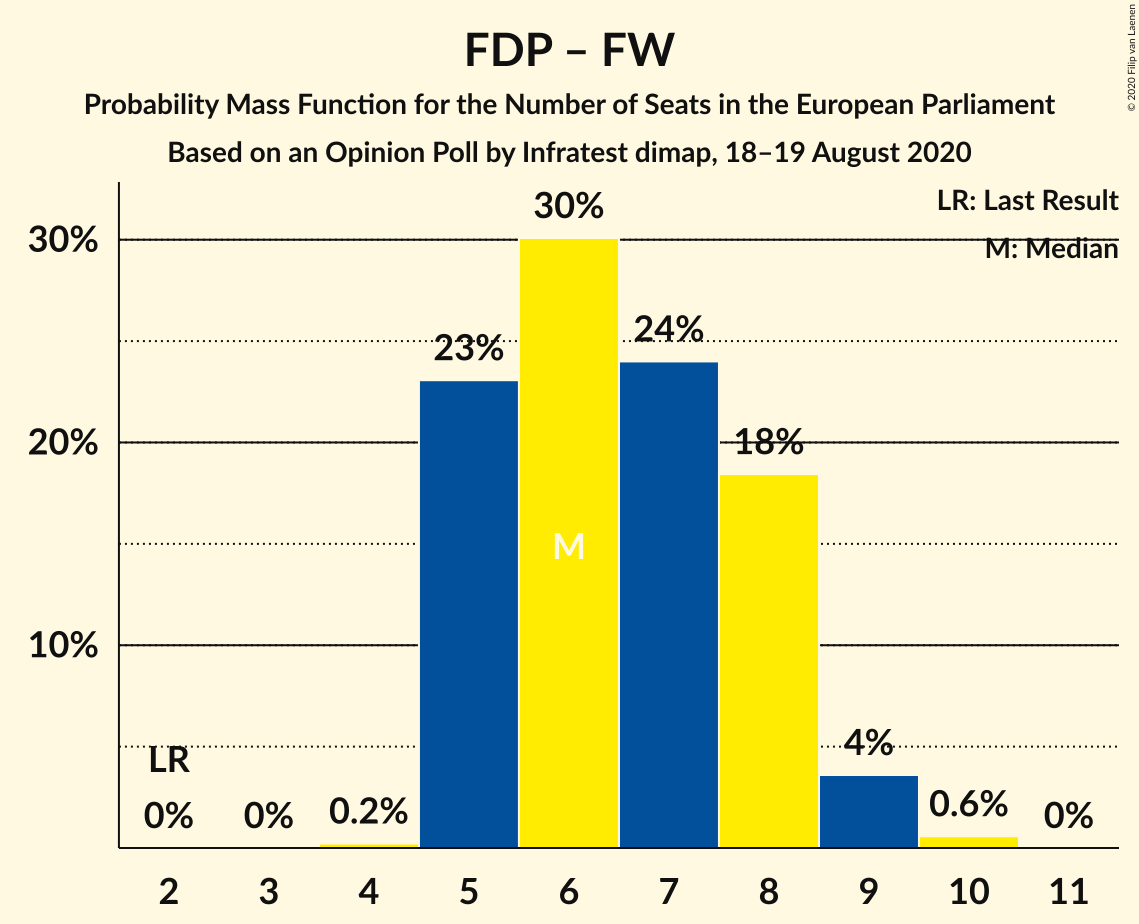 FDP – FW
Probability Mass Function for the Number of Seats in the European Parliament
Based on an Opinion Poll by Infratest dimap, 18–19 August 2020
© 2020 Filip van Laenen
LR: Last Result
M: Median
30%
20%
10%
LR
0%
0%
0.2%
23%
30%
M
24%
18%
4%
0.6%
0%
2 3 4 5 6 7 8 9 10 11